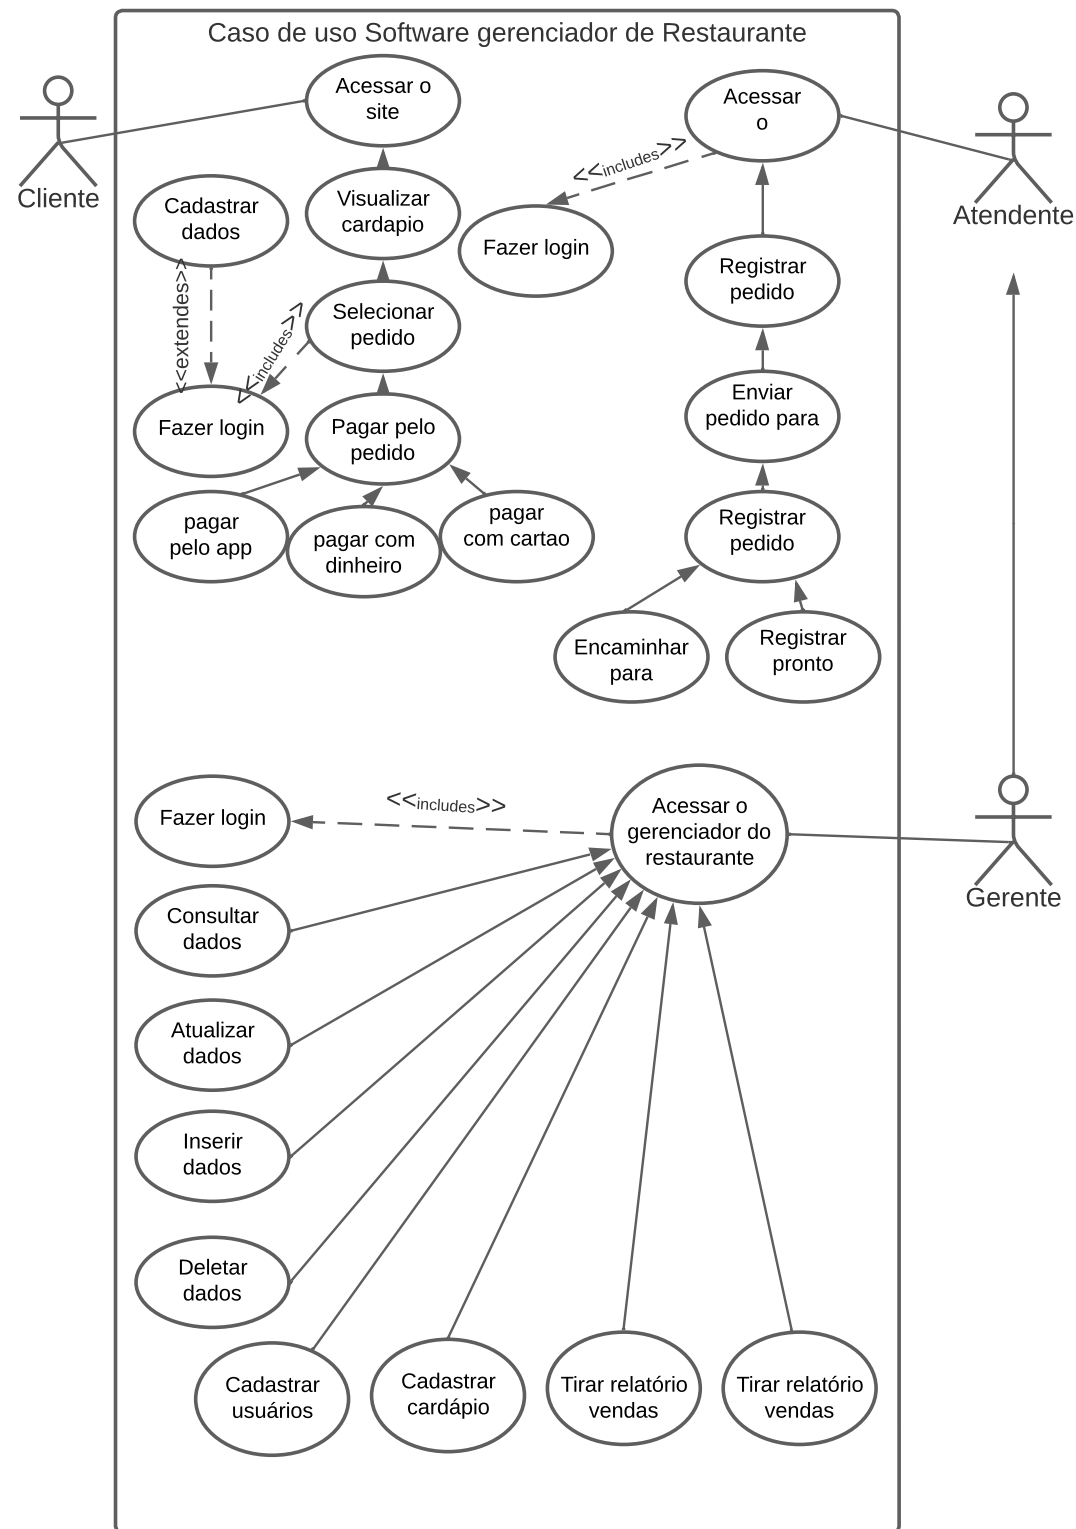 Caso de uso Software gerenciador de Restaurante
Cliente
Acessar o
site
Visualizar
cardapio
Cadastrar
dados
<<extendes>>
Selecionar
pedido
<<includes>>
Fazer login
Pagar pelo
pedido
pagar
pelo app
pagar com
dinheiro
pagar
com cartao
Acessar
o
<<includes>>
Fazer login
Atendente
Registrar
pedido
Enviar
pedido para
Registrar
pedido
Encaminhar
para
Registrar
pronto
Fazer login
<<includes>>
Acessar o
gerenciador do
restaurante
Gerente
Consultar
dados
Atualizar
dados
Inserir
dados
Deletar
dados
Cadastrar
usuários
Cadastrar
cardápio
Tirar relatório
vendas
Tirar relatório
vendas